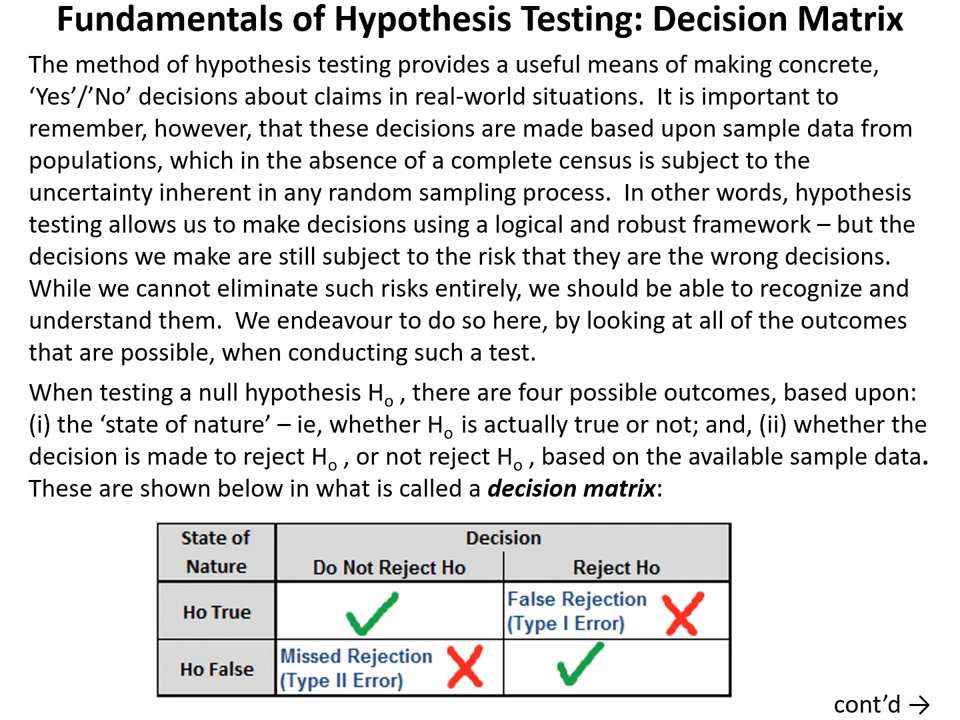 Fundamentals of Hypothesis Testing: Decision Matrix
The method of hypothesis testing provides a useful means of making concrete,
‘Yes’/’No’ decisions about claims in real-world situations.  It is important to
remember, however, that these decisions are made based upon sample data from
populations, which in the absence of a complete census is subject to the
uncertainty inherent in any random sampling process.  In other words, hypothesis
testing allows us to make decisions using a logical and robust framework – but the
decisions we make are still subject to the risk that they are the wrong decisions.
While we cannot eliminate such risks entirely, we should be able to recognize and
understand them.  We endeavour to do so here, by looking at all of the outcomes
that are possible, when conducting such a test.
When testing a null hypothesis Ho , there are four possible outcomes, based upon:
(i) the ‘state of nature’ – ie, whether Ho is actually true or not; and, (ii) whether the
decision is made to reject Ho , or not reject Ho , based on the available sample data.
These are shown below in what is called a decision matrix:
State of Nature
Decision
Do Not Reject Ho
Reject Ho
Ho True
False Rejection
(Type I Error)
Ho False
Missed Rejection
(Type II Error)
cont’d →